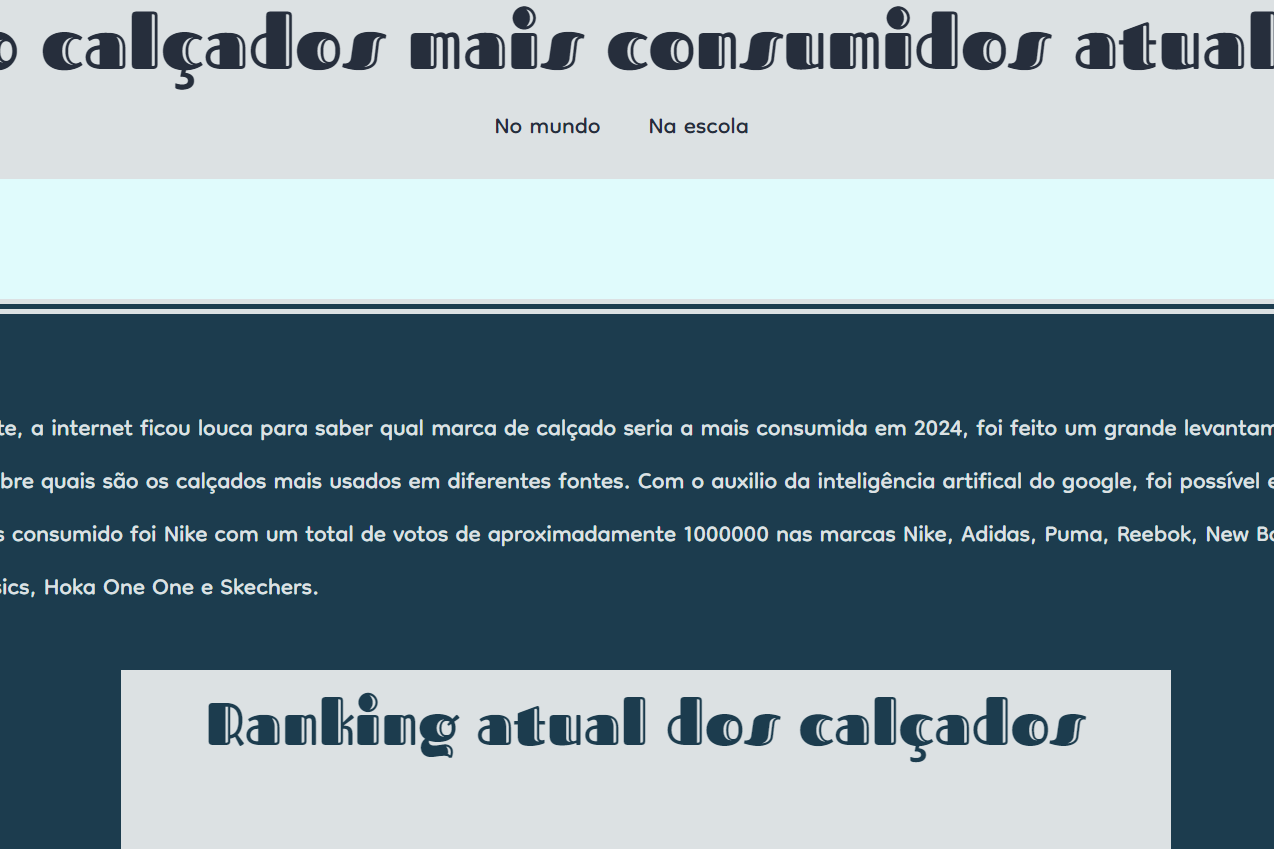 o calçados mais consumidos atual
No mundo Na escola
te, a internet ficou louca para saber qual marca de calçado seria a mais consumida em 2024, foi feito um grande levantam
bre quais são os calçados mais usados em diferentes fontes. Com o auxilio da inteligência artifical do google, foi possível e
s consumido foi Nike com um total de votos de aproximadamente 1000000 nas marcas Nike, Adidas, Puma, Reebok, New Ba
sics, Hoka One One e Skechers.
Ranking atual dos calçados